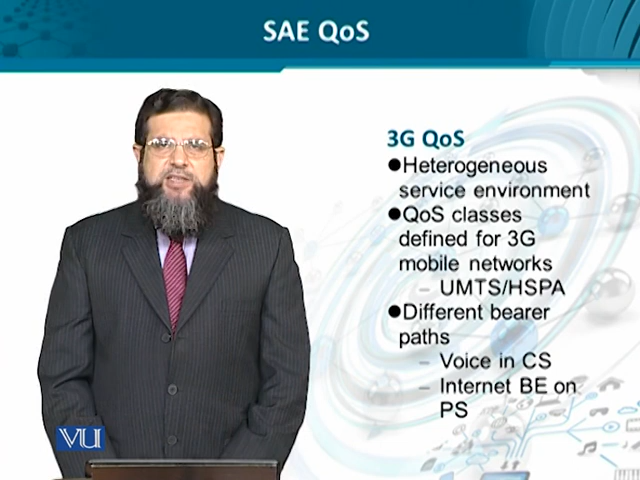 SAE QoS
3G QoS
●Heterogeneous
service environment
●QoS classes
defined for 3G
mobile networks
– UMTS/HSPA
●Different bearer
paths
– Voice in CS
– Internet BE on
PS
VU